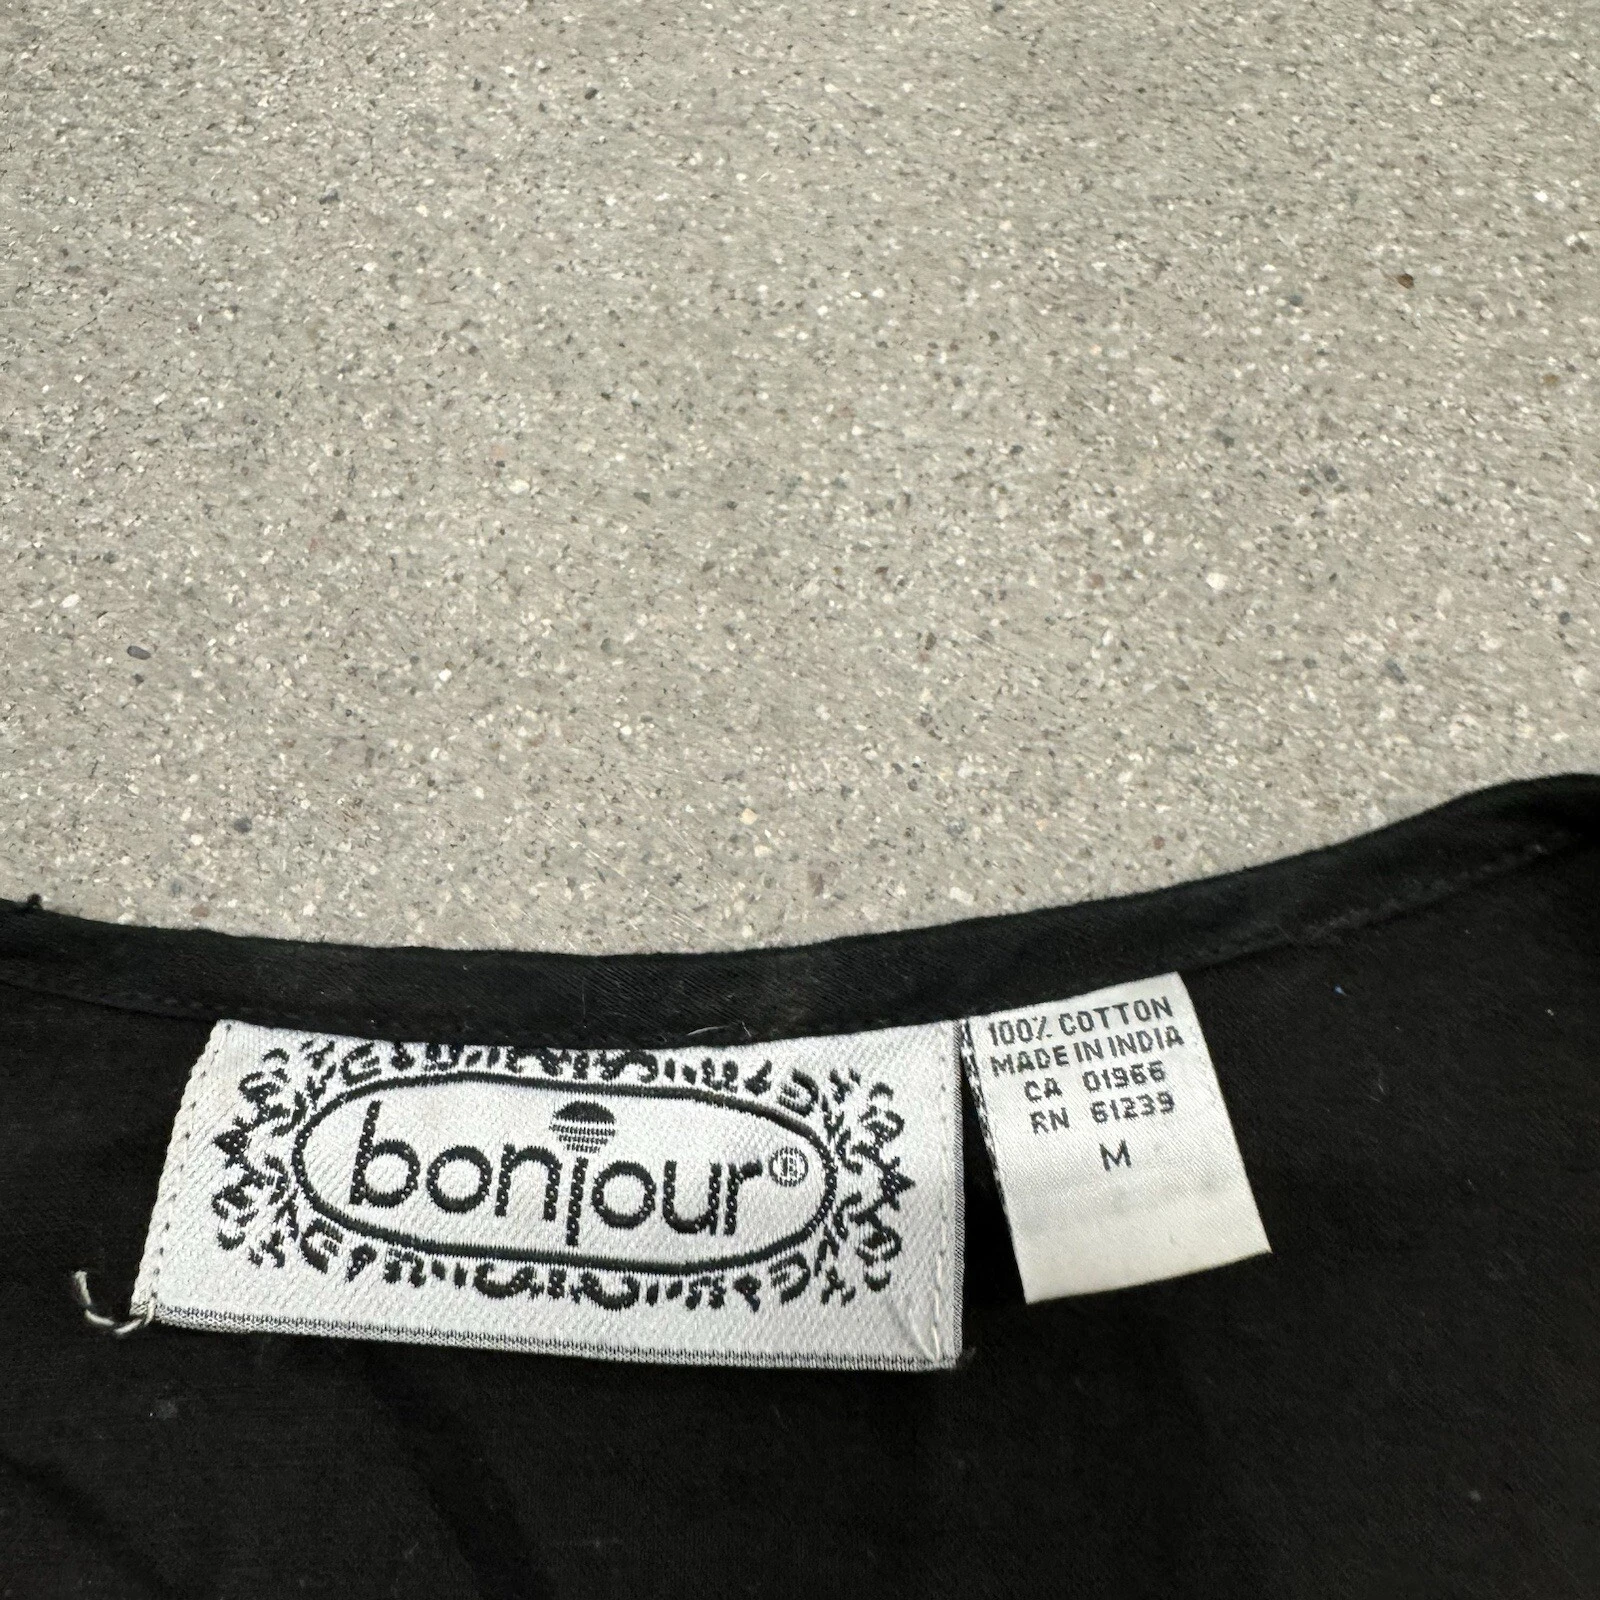 bonjour®
100% COTTON
MADE IN INDIA
CA 01966
RN 61239
M